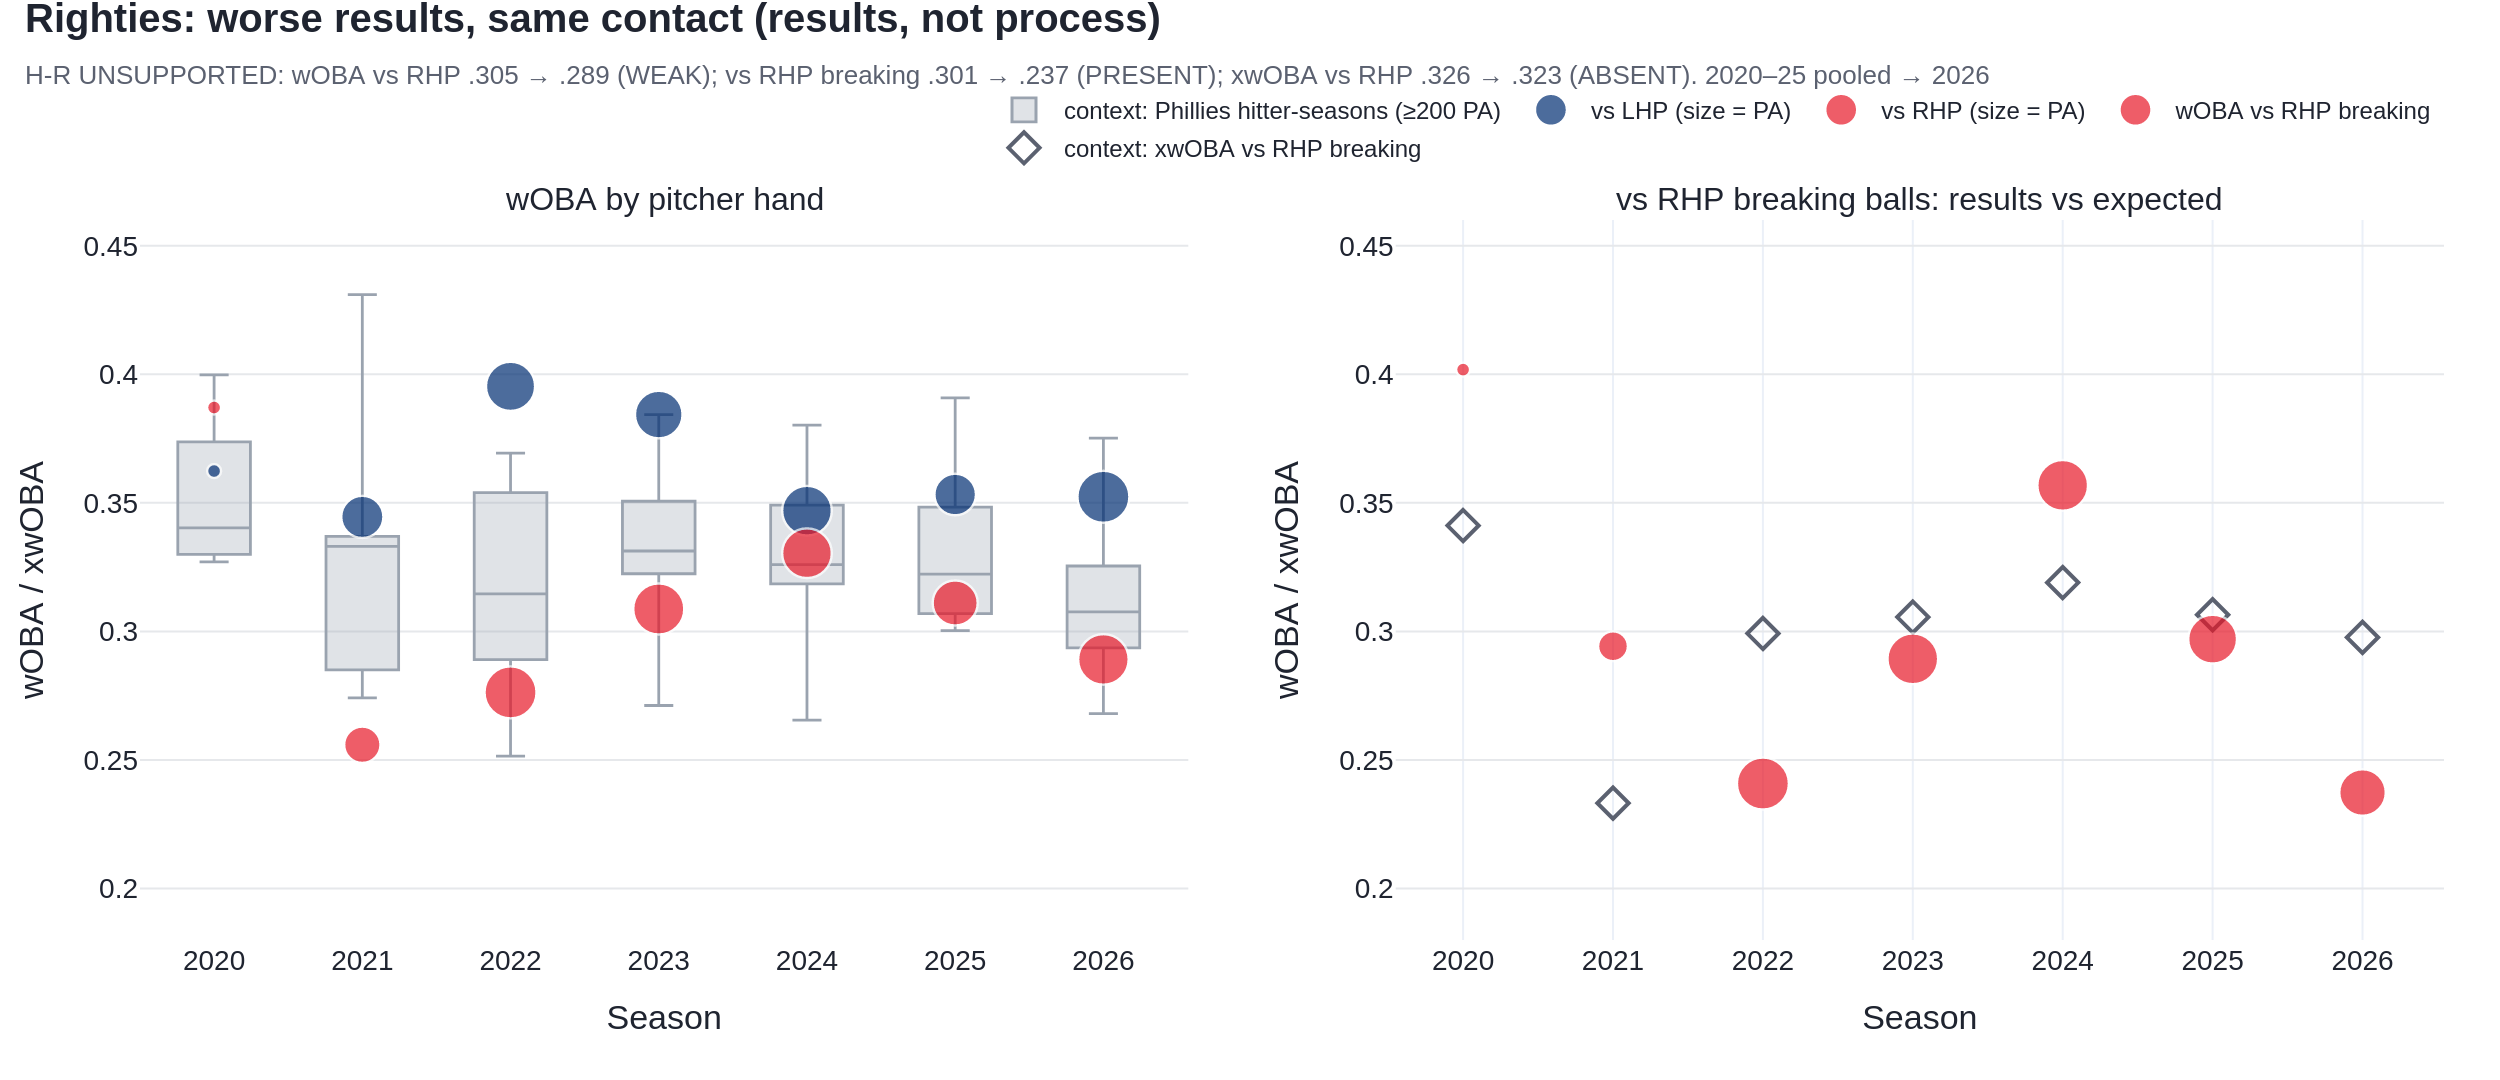 Righties: worse results, same contact (results, not process)
H-R UNSUPPORTED: wOBA vs RHP .305 → .289 (WEAK); vs RHP breaking .301 → .237 (PRESENT); xwOBA vs RHP .326 → .323 (ABSENT). 2020–25 pooled → 2026
context: Phillies hitter-seasons (≥200 PA) vs LHP (size = PA) vs RHP (size = PA) wOBA vs RHP breaking
context: xwOBA vs RHP breaking
wOBA by pitcher hand
0.45
0.4
0.35
0.3
0.25
0.2
wOBA / xwOBA
2020 2021 2022 2023 2024 2025 2026
Season
vs RHP breaking balls: results vs expected
0.45
0.4
0.35
0.3
0.25
0.2
wOBA / xwOBA
2020 2021 2022 2023 2024 2025 2026
Season